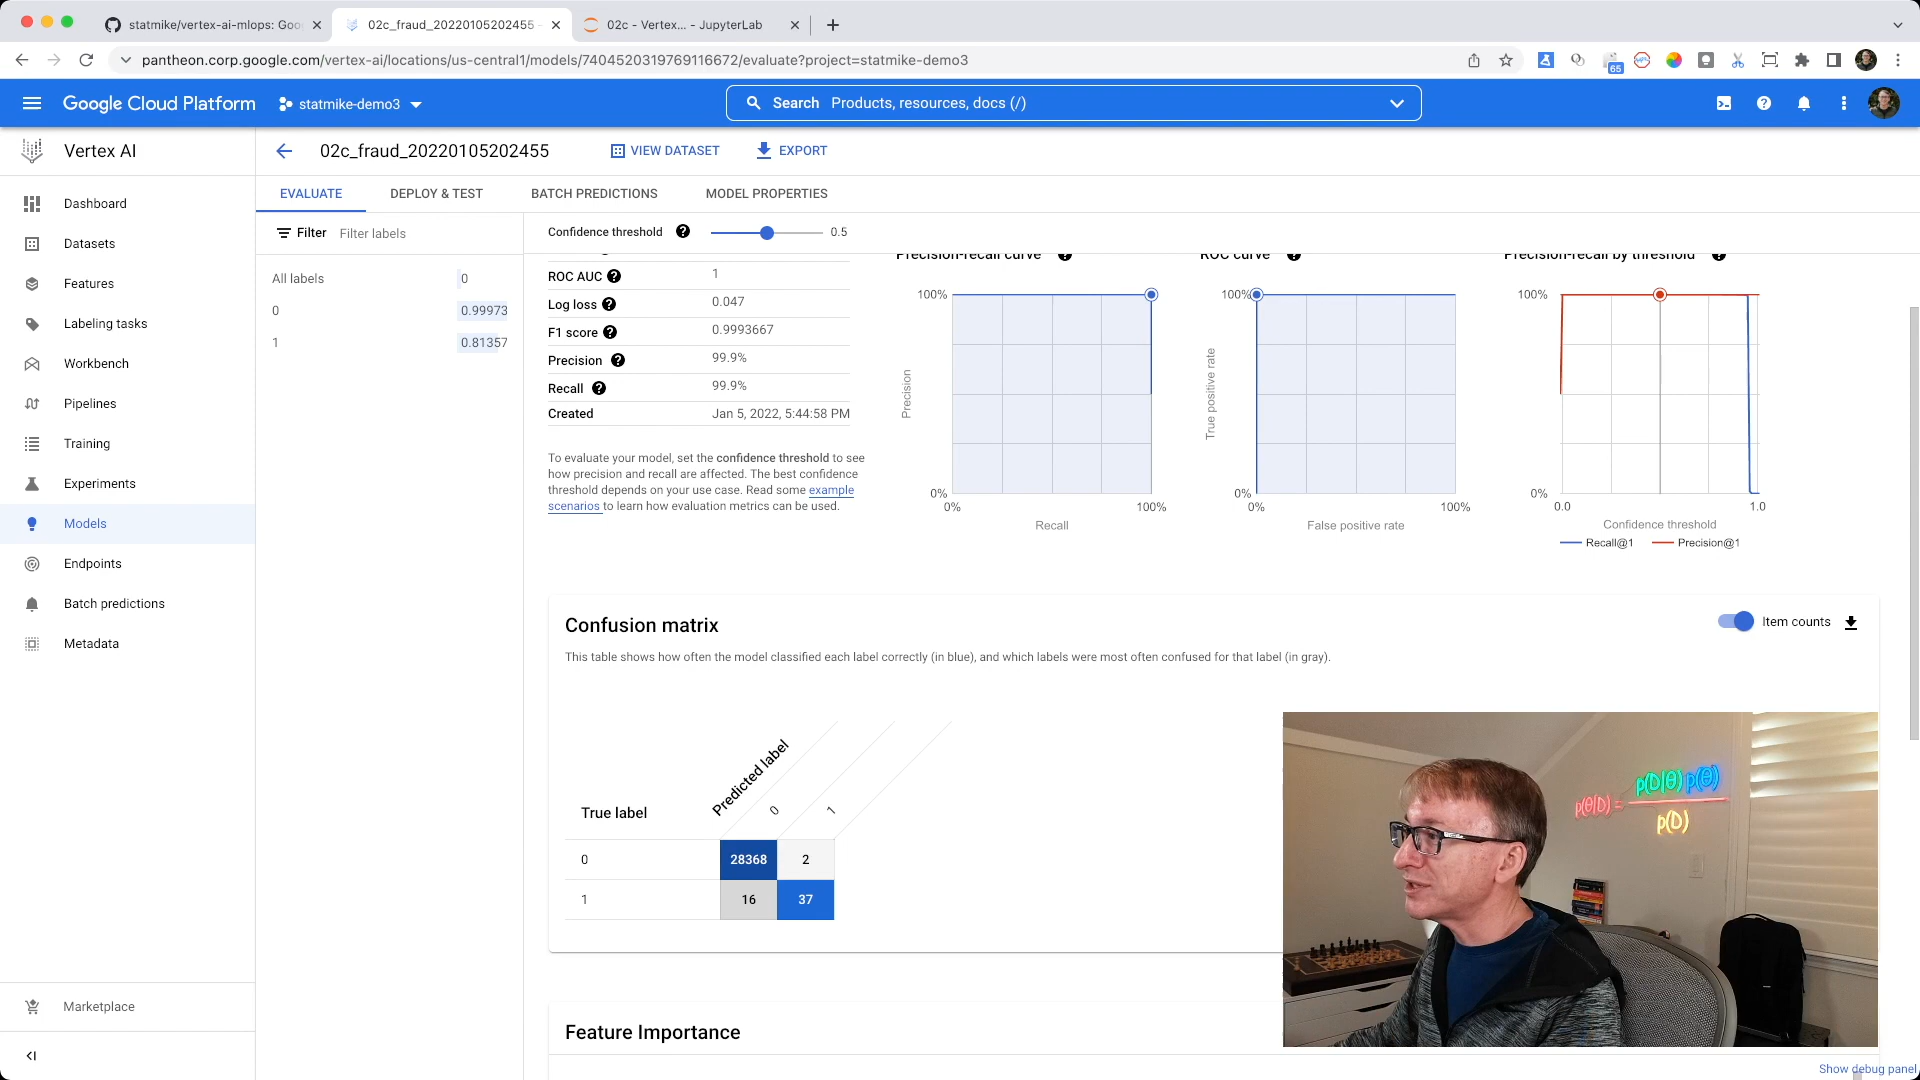 statmike/vertex-ai-mlops: Goo
02c_fraud_20220105202455 -
02c - Vertex... - JupyterLab
pantheon.corp.google.com/vertex-ai/locations/us-central1/models/7404520319769116672/evaluate?project=statmike-demo3
65
Google Cloud Platform
statmike-demo3
Search Products, resources, docs (/)
Vertex AI
02c_fraud_20220105202455
VIEW DATASET
EXPORT
EVALUATE
DEPLOY & TEST
BATCH PREDICTIONS
MODEL PROPERTIES
Dashboard
Datasets
Features
Labeling tasks
Workbench
Pipelines
Training
Experiments
Models
Endpoints
Batch predictions
Metadata
Marketplace
Filter Filter labels
All labels 0
0 0.99973
1 0.81357
Confidence threshold 0.5
ROC AUC 1
Log loss 0.047
F1 score 0.9993667
Precision 99.9%
Recall 99.9%
Created Jan 5, 2022, 5:44:58 PM
To evaluate your model, set the confidence threshold to see
how precision and recall are affected. The best confidence
threshold depends on your use case. Read some example
scenarios to learn how evaluation metrics can be used.
Precision-recall curve
100%
Precision
0%
0% 100%
Recall
ROC curve
100%
True positive rate
0%
0% 100%
False positive rate
Precision-recall by threshold
100%
0%
0.0 1.0
Confidence threshold
Recall@1 Precision@1
Confusion matrix
Item counts
This table shows how often the model classified each label correctly (in blue), and which labels were most often confused for that label (in gray).
True label
Predicted label
0 1
0 28368 2
1 16 37
p(θ|D) = p(D|θ) p(θ)
p(D)
Feature Importance
Show debug panel